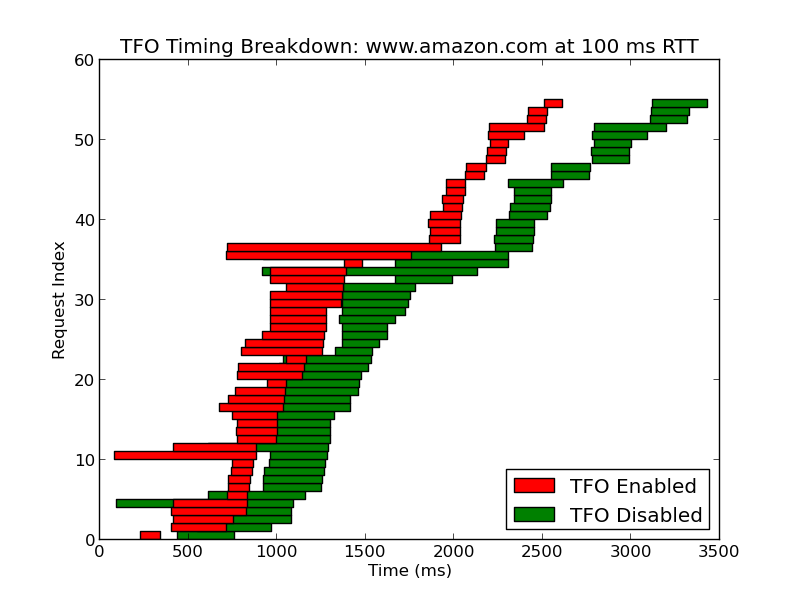 TFO Timing Breakdown: www.amazon.com at 100 ms RTT
60
50
40
30
20
10
0
Request Index
0 500 1000 1500 2000 2500 3000 3500
Time (ms)
TFO Enabled
TFO Disabled